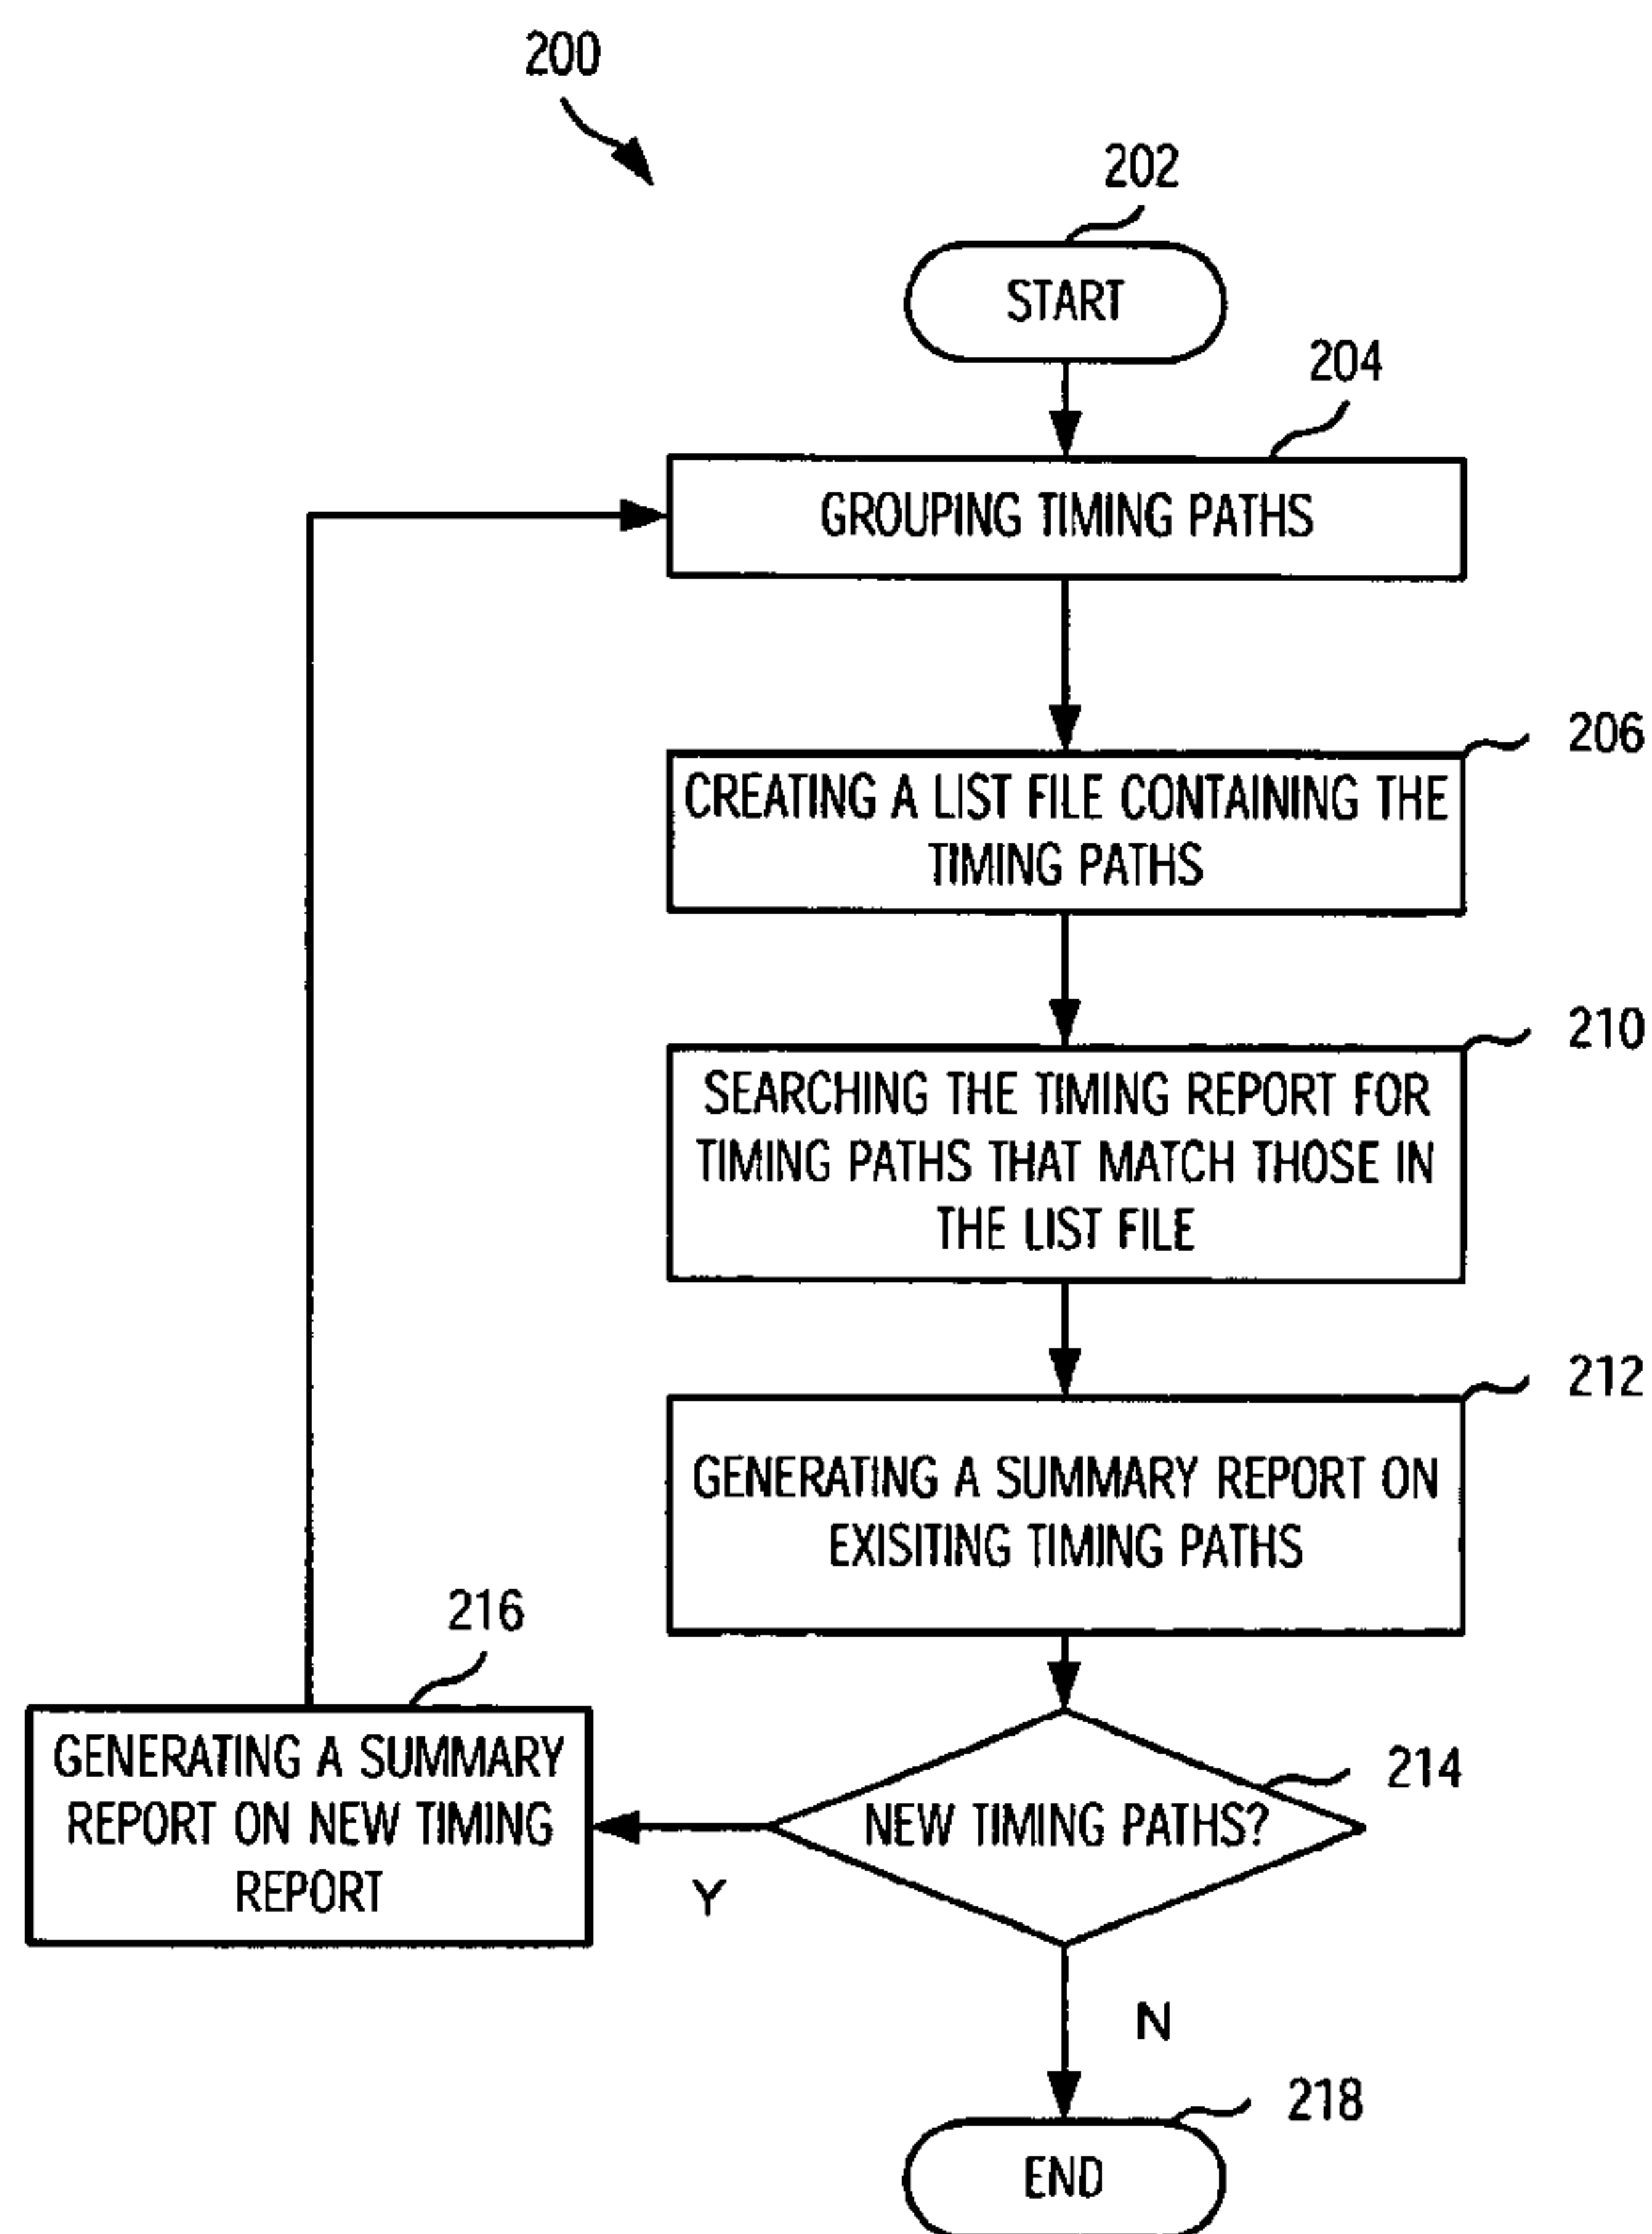 200
202
START
204
GROUPING TIMING PATHS
206
CREATING A LIST FILE CONTAINING THE
TIMING PATHS
210
SEARCHING THE TIMING REPORT FOR
TIMING PATHS THAT MATCH THOSE IN
THE LIST FILE
212
GENERATING A SUMMARY REPORT ON
EXISITING TIMING PATHS
216
GENERATING A SUMMARY
REPORT ON NEW TIMING
REPORT
214
NEW TIMING PATHS?
Y
N
218
END